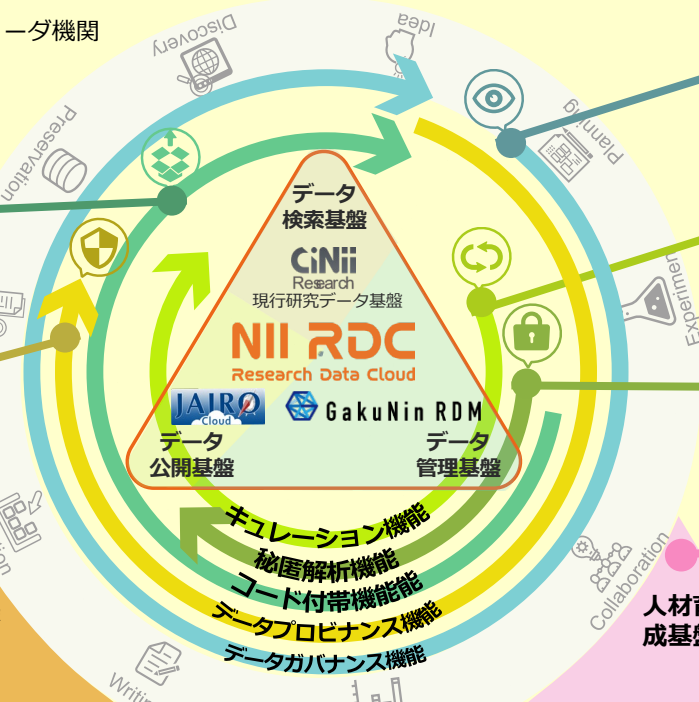 ーダ機関
Discovery
Idea
Planning
Preservation
データ
検索基盤
CiNii
Research
現行研究データ基盤
NII RDC
Research Data Cloud
Experimen
JAIRO
Cloud
GakuNin RDM
データ
公開基盤
データ
管理基盤
キュレーション機能
秘匿解析機能
コード付帯機能能
データプロビナンス機能
データガバナンス機能
Collaboration
人材育
成基盤
Writin